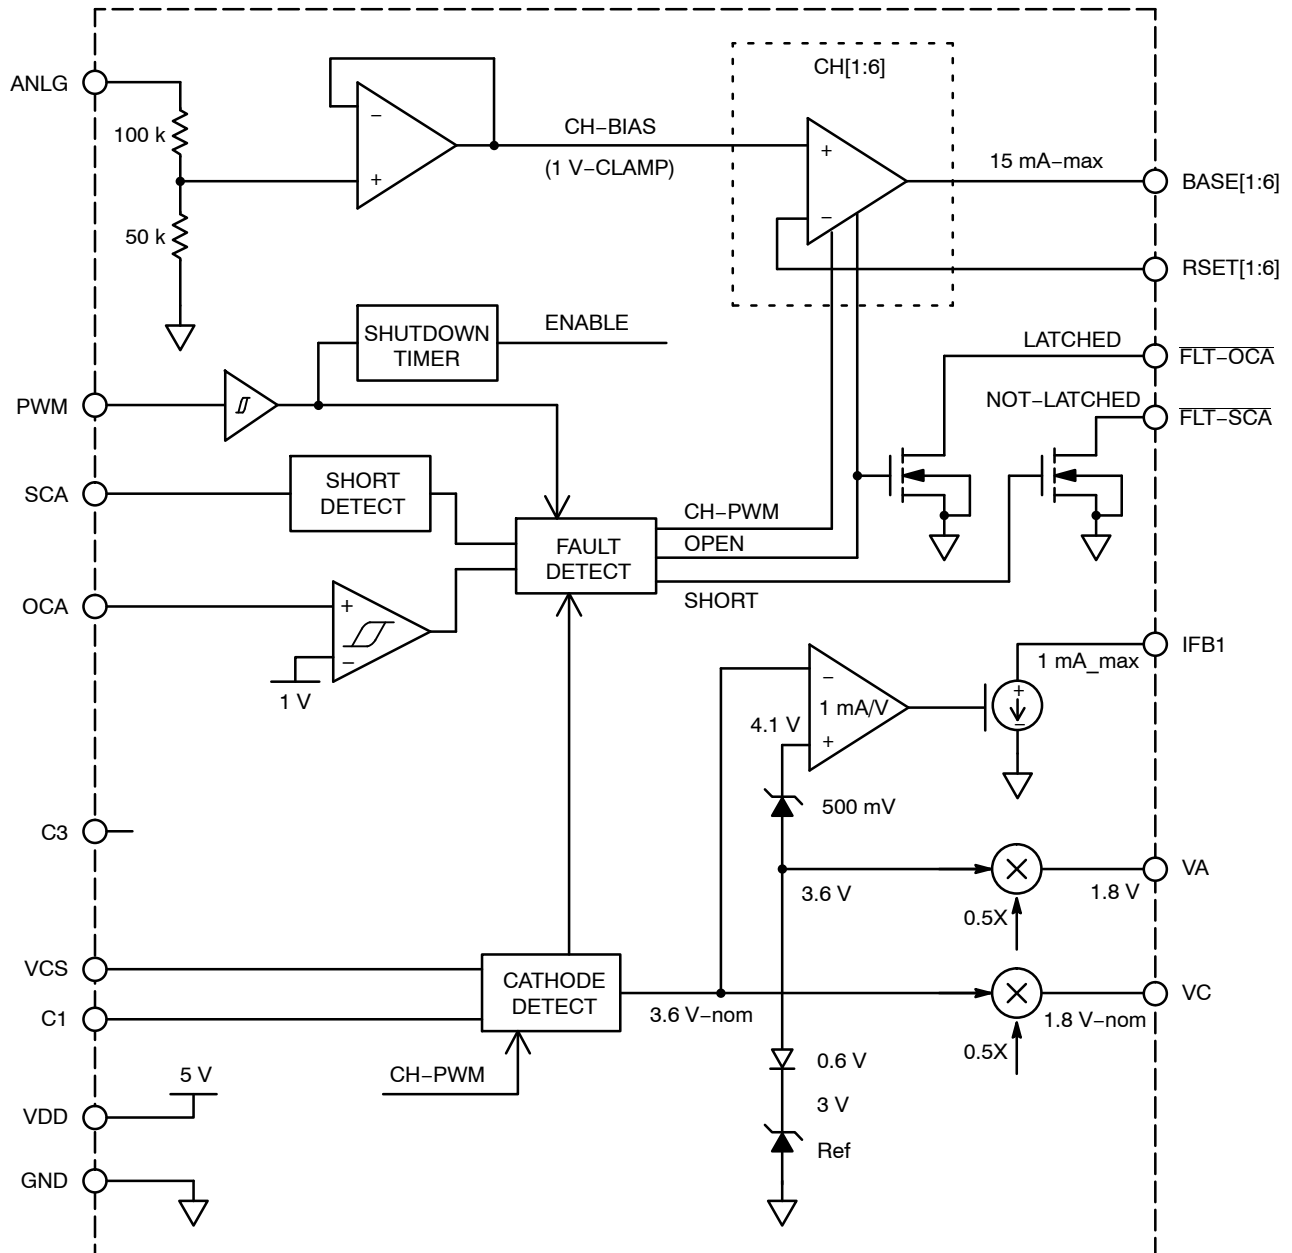 CH[1:6]
ANLG
100 k
−
+
50 k
CH−BIAS
(1 V−CLAMP)
+
−
15 mA−max
BASE[1:6]
RSET[1:6]
SHUTDOWN
TIMER
ENABLE
LATCHED
FLT−OCA
NOT−LATCHED
FLT−SCA
PWM
SCA
SHORT
DETECT
CH−PWM
OPEN
SHORT
FAULT
DETECT
OCA
+
−
1 V
IFB1
1 mA_max
−
1 mA/V
+
4.1 V
+
−
500 mV
C3
3.6 V
0.5X
1.8 V
VA
VCS
C1
CATHODE
DETECT
3.6 V−nom
0.5X
1.8 V−nom
VC
CH−PWM
5 V
VDD
GND
0.6 V
3 V
Ref